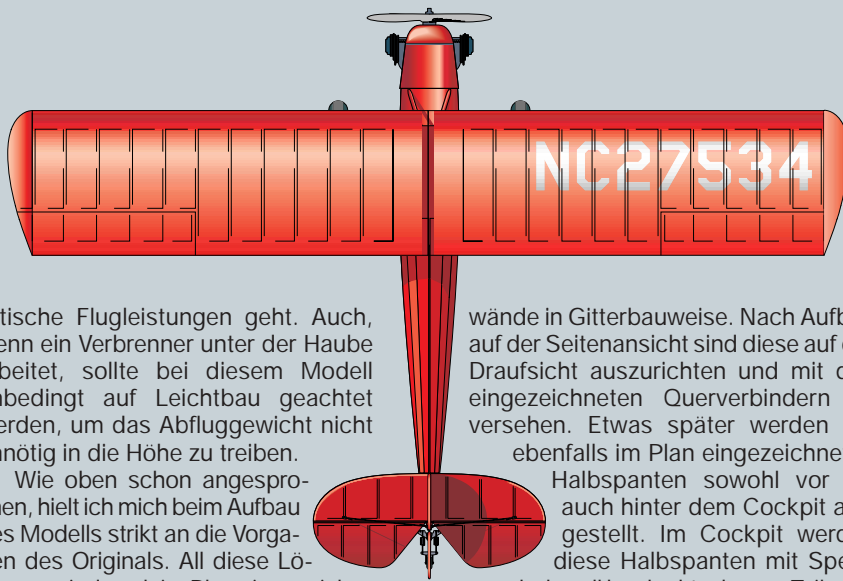 NC27534
tische Flugleistungen geht. Auch,
enn ein Verbrenner unter der Haube
beitet, sollte bei diesem Modell
nbedingt auf Leichtbau geachtet
erden, um das Abfluggewicht nicht
nnötig in die Höhe zu treiben.
Wie oben schon angespro-
hen, hielt ich mich beim Aufbau
es Modells strikt an die Vorga-
en des Originals. All diese Lö-
wände in Gitterbauweise. Nach Aufb
auf der Seitenansicht sind diese auf
Draufsicht auszurichten und mit d
eingezeichneten Querverbindern
versehen. Etwas später werden
ebenfalls im Plan eingezeichne
Halbspanten sowohl vor
auch hinter dem Cockpit a
gestellt. Im Cockpit werd
diese Halbspanten mit Spe